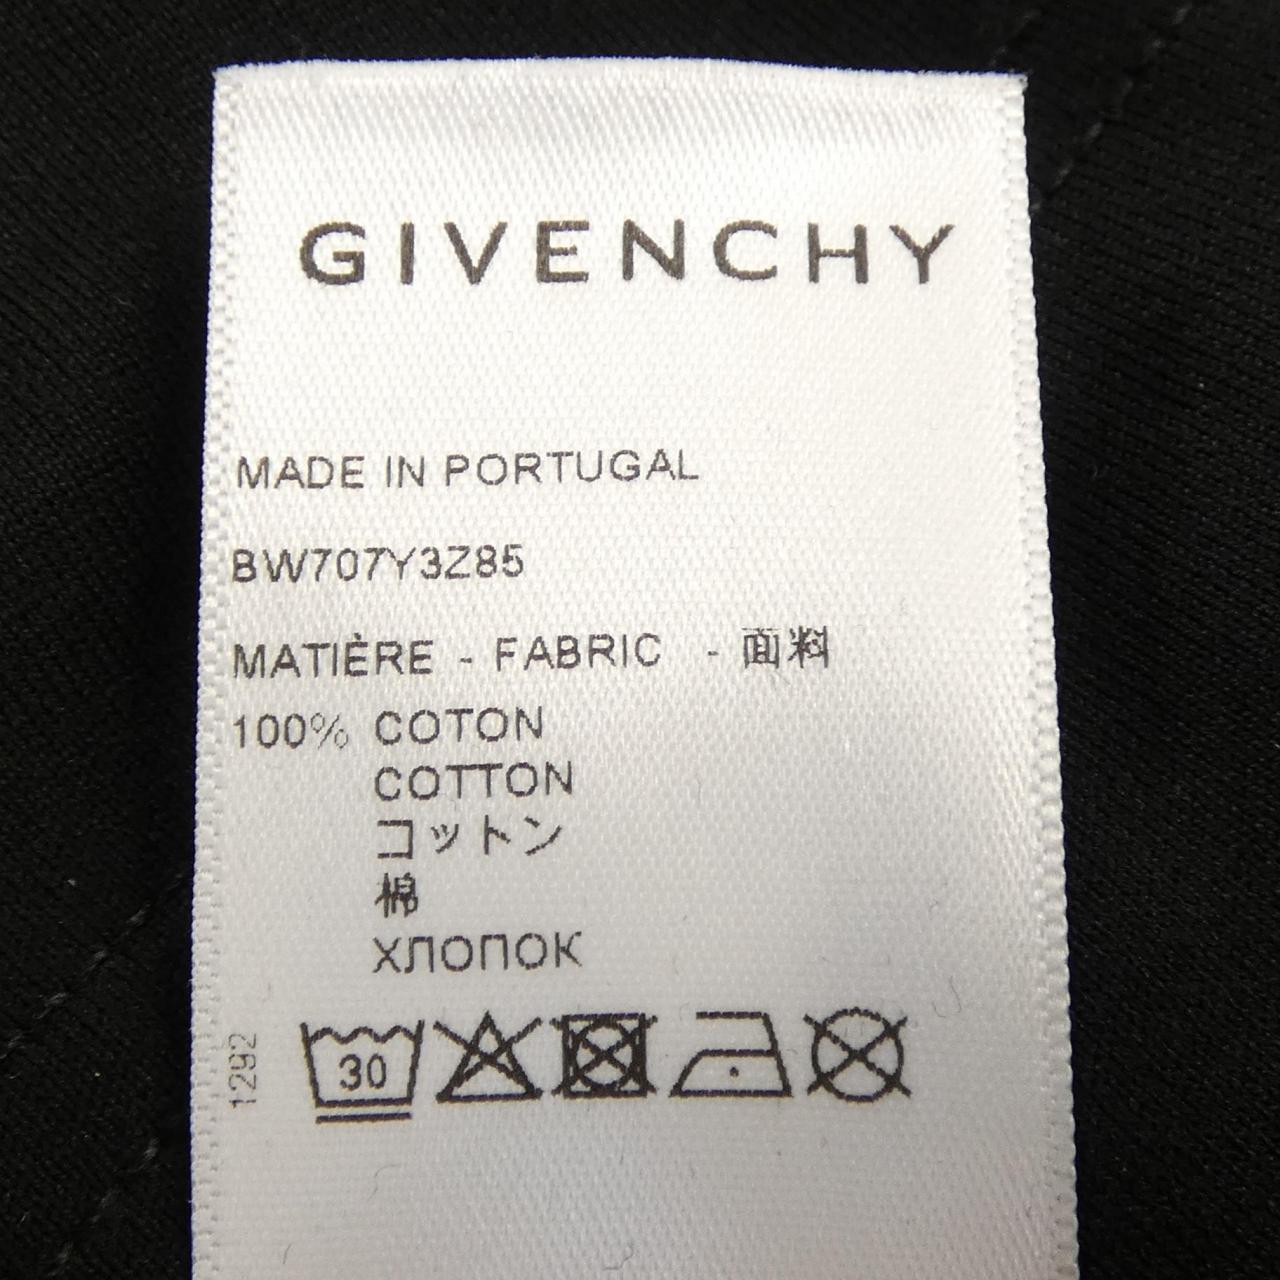 GIVENCHY
MADE IN PORTUGAL
BW707Y3Z85
MATIÈRE - FABRIC - 面料
100% COTON
COTTON
コットン
棉
ХЛОПОК
1292
30